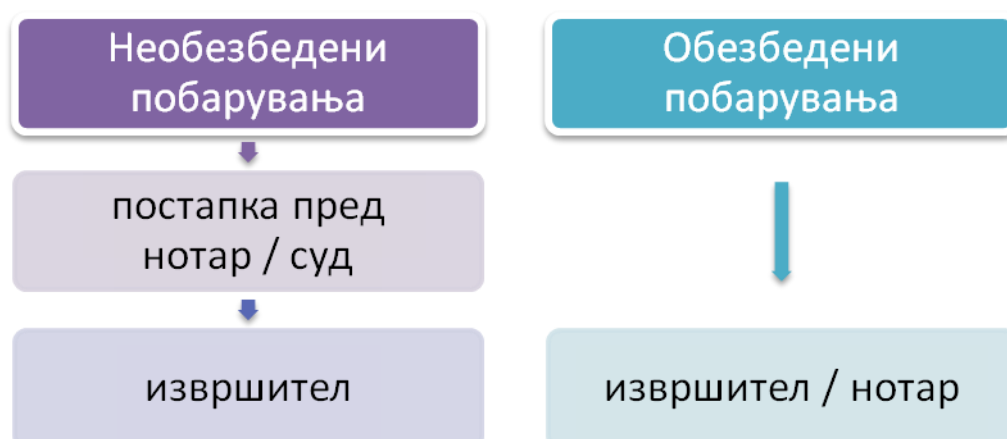 Необезбедени
побарувања
постапка пред
нотар / суд
извршител
Обезбедени
побарувања
извршител / нотар